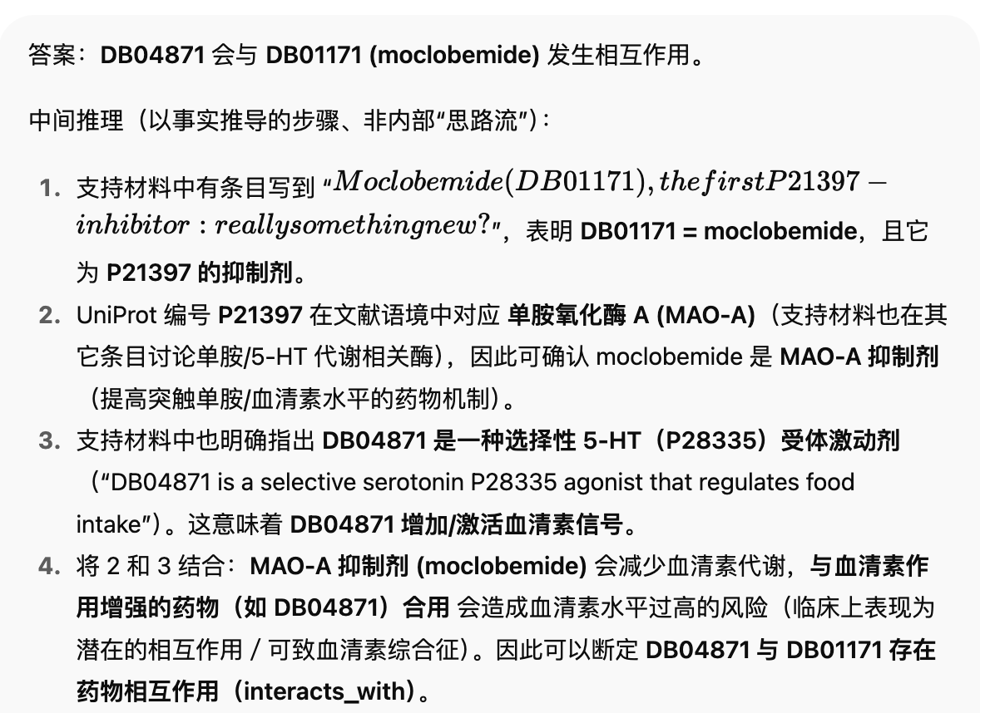 答案：DB04871 会与 DB01171 (moclobemide) 发生相互作用。
中间推理（以事实推导的步骤、非内部“思路流”）：
1. 支持材料中有条目写到 “Moclobemide(DB01171), thefirstP21397 −
inhibitor : reallysomethingnew?”，表明 DB01171 = moclobemide，且它
为 P21397 的抑制剂。
2. UniProt 编号 P21397 在文献语境中对应 单胺氧化酶 A (MAO-A)（支持材料也在其
它条目讨论单胺/5-HT 代谢相关酶），因此可确认 moclobemide 是 MAO-A 抑制剂
（提高突触单胺/血清素水平的药物机制）。
3. 支持材料中也明确指出 DB04871 是一种选择性 5-HT（P28335）受体激动剂
（“DB04871 is a selective serotonin P28335 agonist that regulates food
intake”）。这意味着 DB04871 增加/激活血清素信号。
4. 将 2 和 3 结合：MAO-A 抑制剂 (moclobemide) 会减少血清素代谢，与血清素作
用增强的药物（如 DB04871）合用 会造成血清素水平过高的风险（临床上表现为
潜在的相互作用 / 可致血清素综合征）。因此可以断定 DB04871 与 DB01171 存在
药物相互作用（interacts_with）。